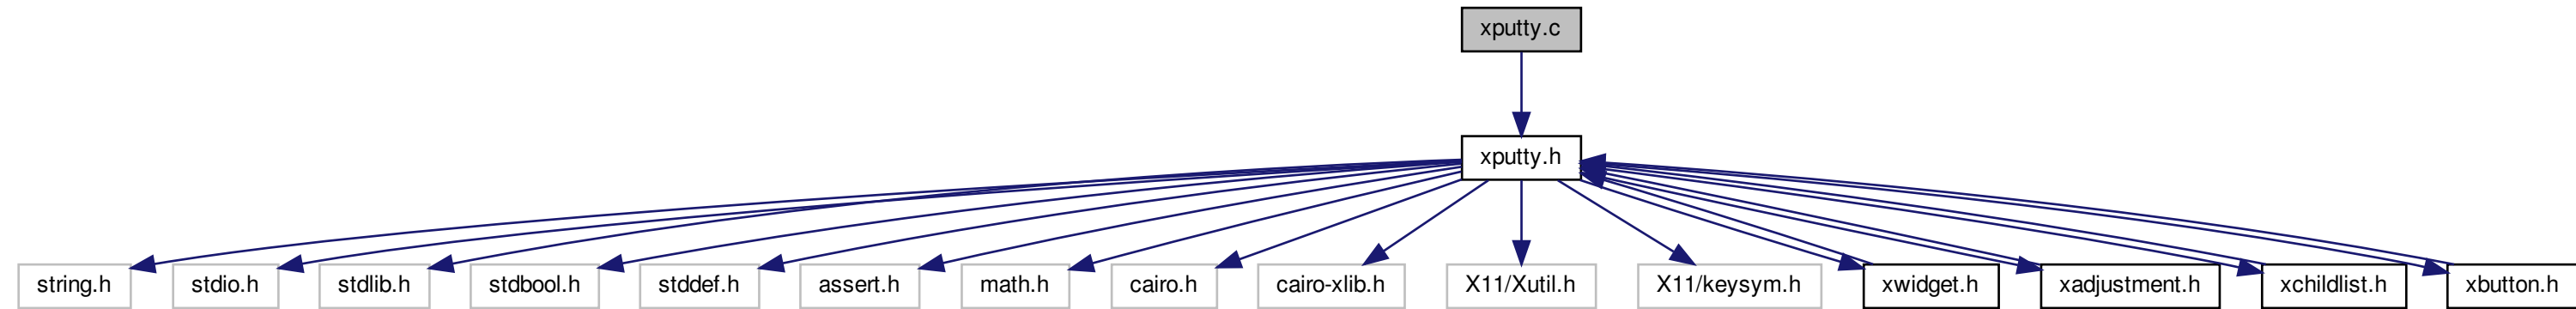 xputty.c
xputty.h
string.h
stdio.h
stdlib.h
stdbool.h
stddef.h
assert.h
math.h
cairo.h
cairo-xlib.h
X11/Xutil.h
X11/keysym.h
xwidget.h
xadjustment.h
xchildlist.h
xbutton.h